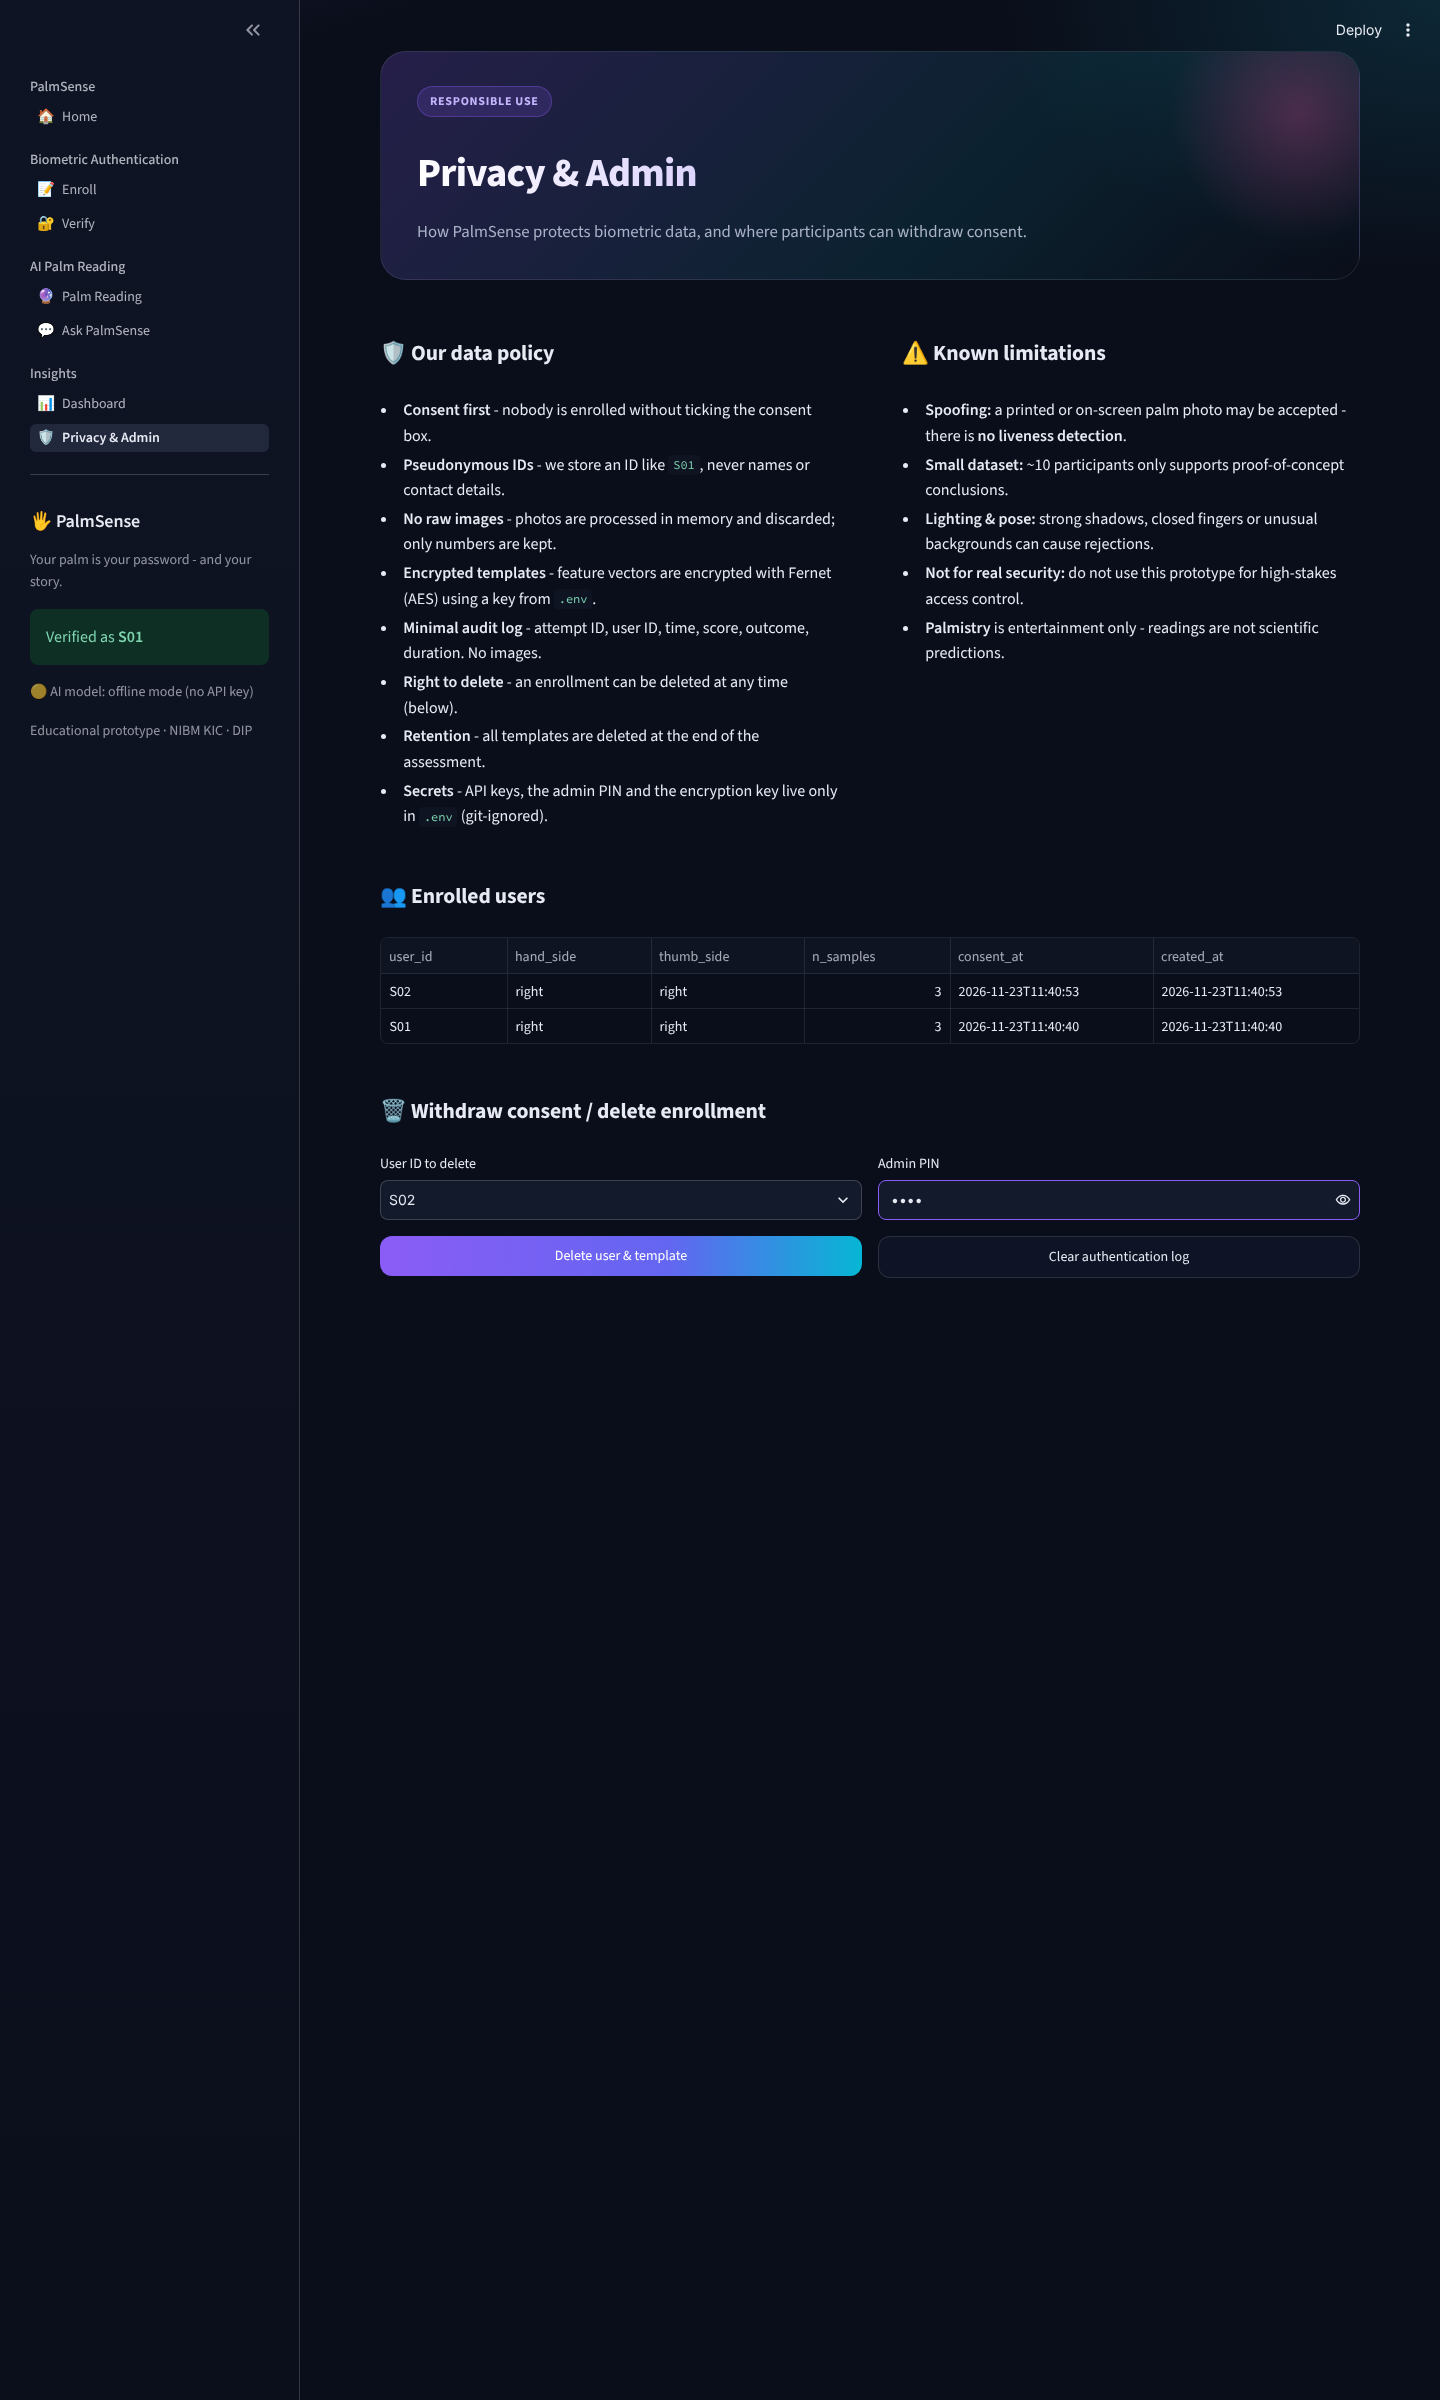 Deploy
PalmSense
🏠 Home
Biometric Authentication
📝 Enroll
🔐 Verify
AI Palm Reading
🔮 Palm Reading
💬 Ask PalmSense
Insights
📊 Dashboard
🛡️ Privacy & Admin
🖐️ PalmSense
Your palm is your password - and your
story.
Verified as S01
🟡 AI model: offline mode (no API key)
Educational prototype · NIBM KIC · DIP
RESPONSIBLE USE
Privacy & Admin
How PalmSense protects biometric data, and where participants can withdraw consent.
🛡️ Our data policy
• Consent first - nobody is enrolled without ticking the consent
box.
• Pseudonymous IDs - we store an ID like S01, never names or
contact details.
• No raw images - photos are processed in memory and discarded;
only numbers are kept.
• Encrypted templates - feature vectors are encrypted with Fernet
(AES) using a key from .env.
• Minimal audit log - attempt ID, user ID, time, score, outcome,
duration. No images.
• Right to delete - an enrollment can be deleted at any time
(below).
• Retention - all templates are deleted at the end of the
assessment.
• Secrets - API keys, the admin PIN and the encryption key live only
in .env (git-ignored).
⚠️ Known limitations
• Spoofing: a printed or on-screen palm photo may be accepted -
there is no liveness detection.
• Small dataset: ~10 participants only supports proof-of-concept
conclusions.
• Lighting & pose: strong shadows, closed fingers or unusual
backgrounds can cause rejections.
• Not for real security: do not use this prototype for high-stakes
access control.
• Palmistry is entertainment only - readings are not scientific
predictions.
👥 Enrolled users
user_id hand_side thumb_side n_samples consent_at created_at
S02 right right 3 2026-11-23T11:40:53 2026-11-23T11:40:53
S01 right right 3 2026-11-23T11:40:40 2026-11-23T11:40:40
🗑️ Withdraw consent / delete enrollment
User ID to delete
S02
Admin PIN
••••
Delete user & template
Clear authentication log